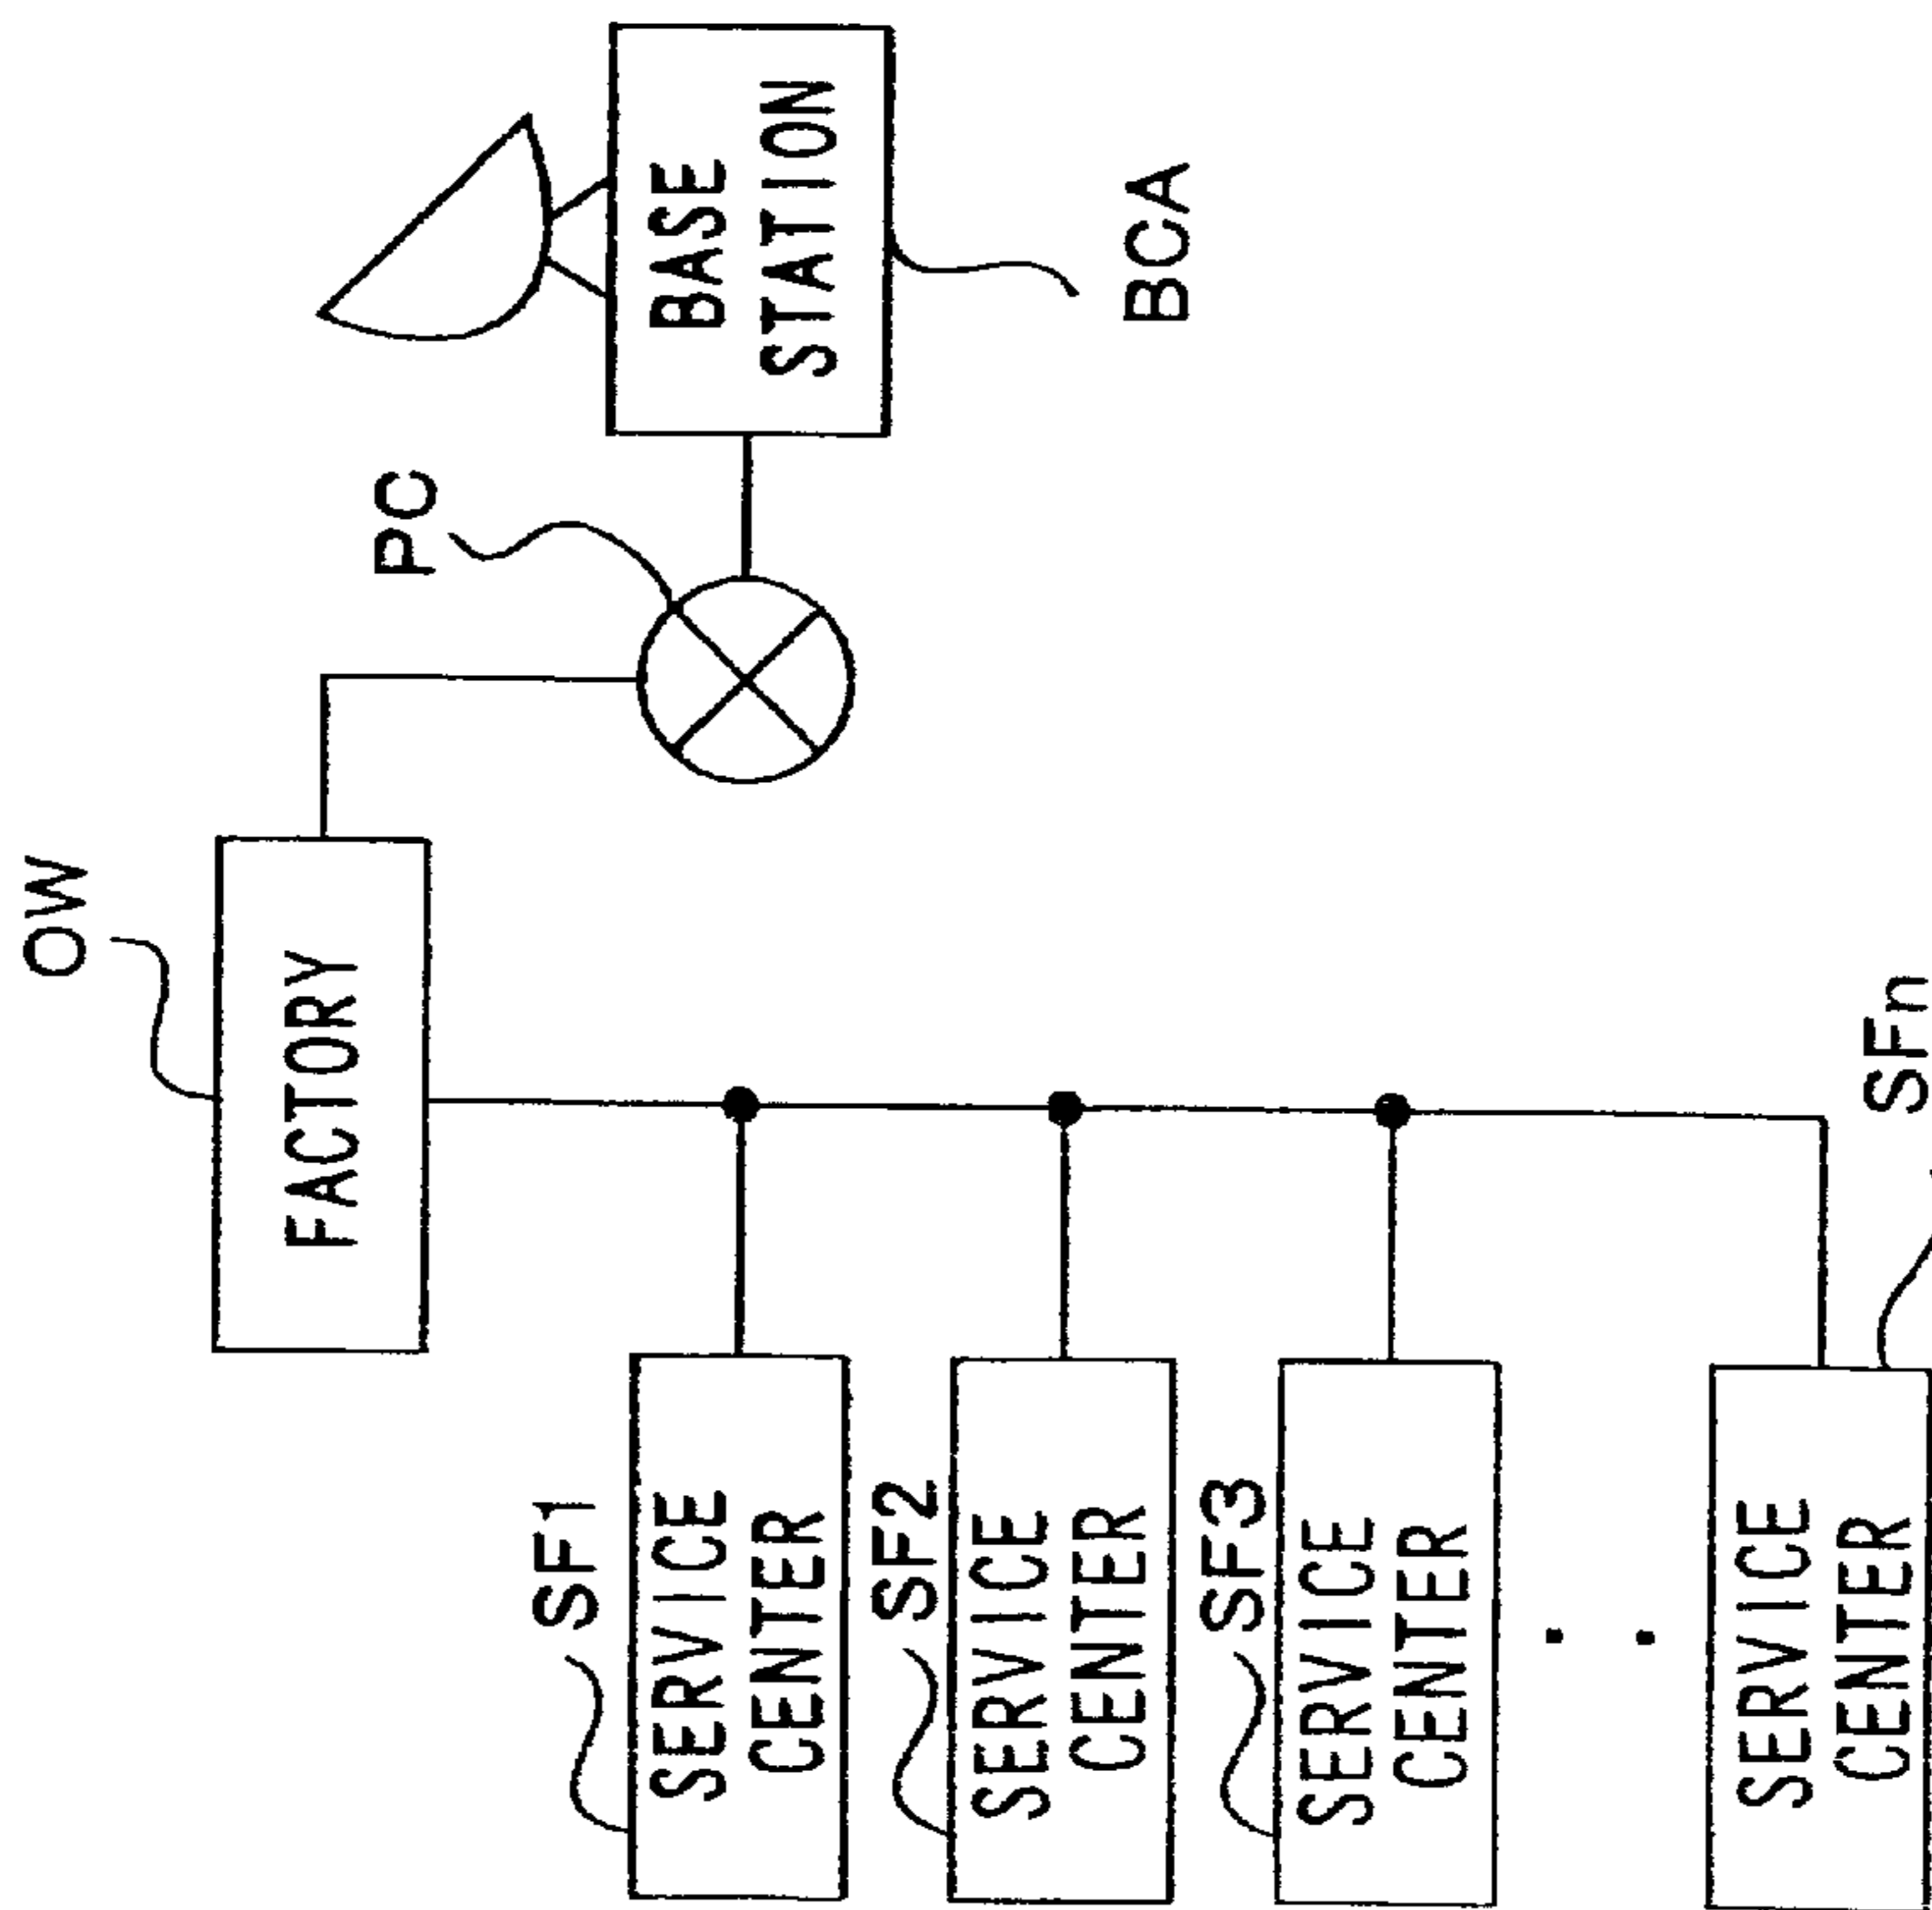 OW
FACTORY
PC
BASE
STATION
BCA
SF1
SERVICE
CENTER
SF2
SERVICE
CENTER
SF3
SERVICE
CENTER
SFn
SERVICE
CENTER